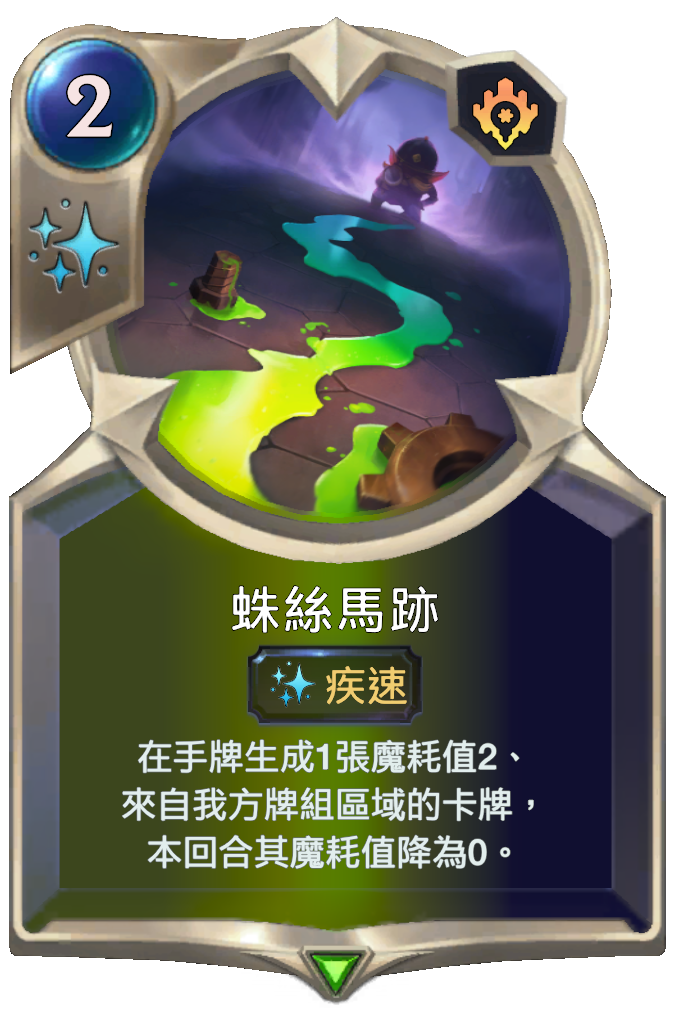 2
蛛絲馬跡
疾速
在手牌生成1張魔耗值2、
來自我方牌組區域的卡牌，
本回合其魔耗值降為0。